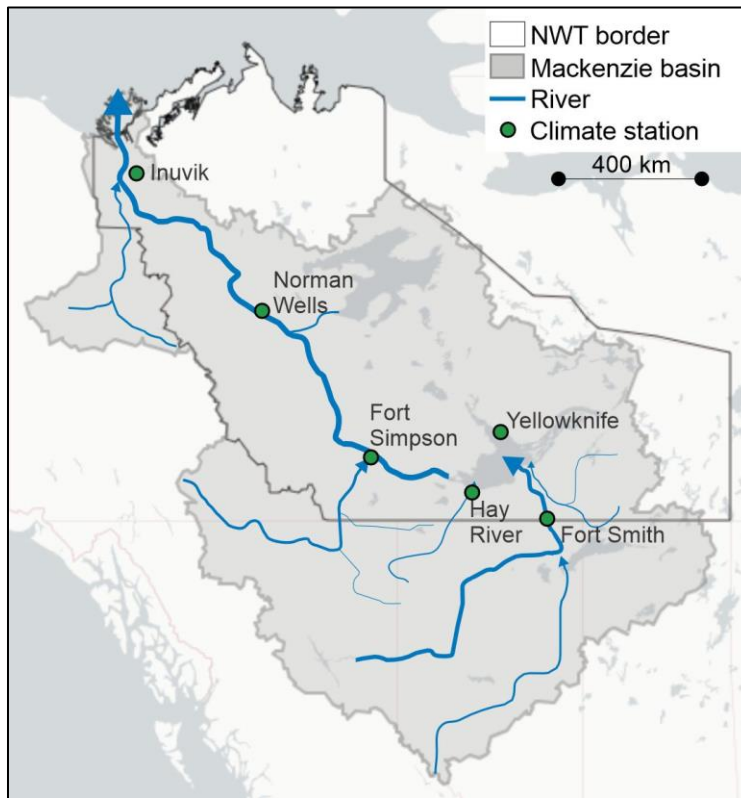 NWT border
Mackenzie basin
River
Climate station
400 km
Inuvik
Norman
Wells
Fort
Simpson
Yellowknife
Hay
River
Fort Smith